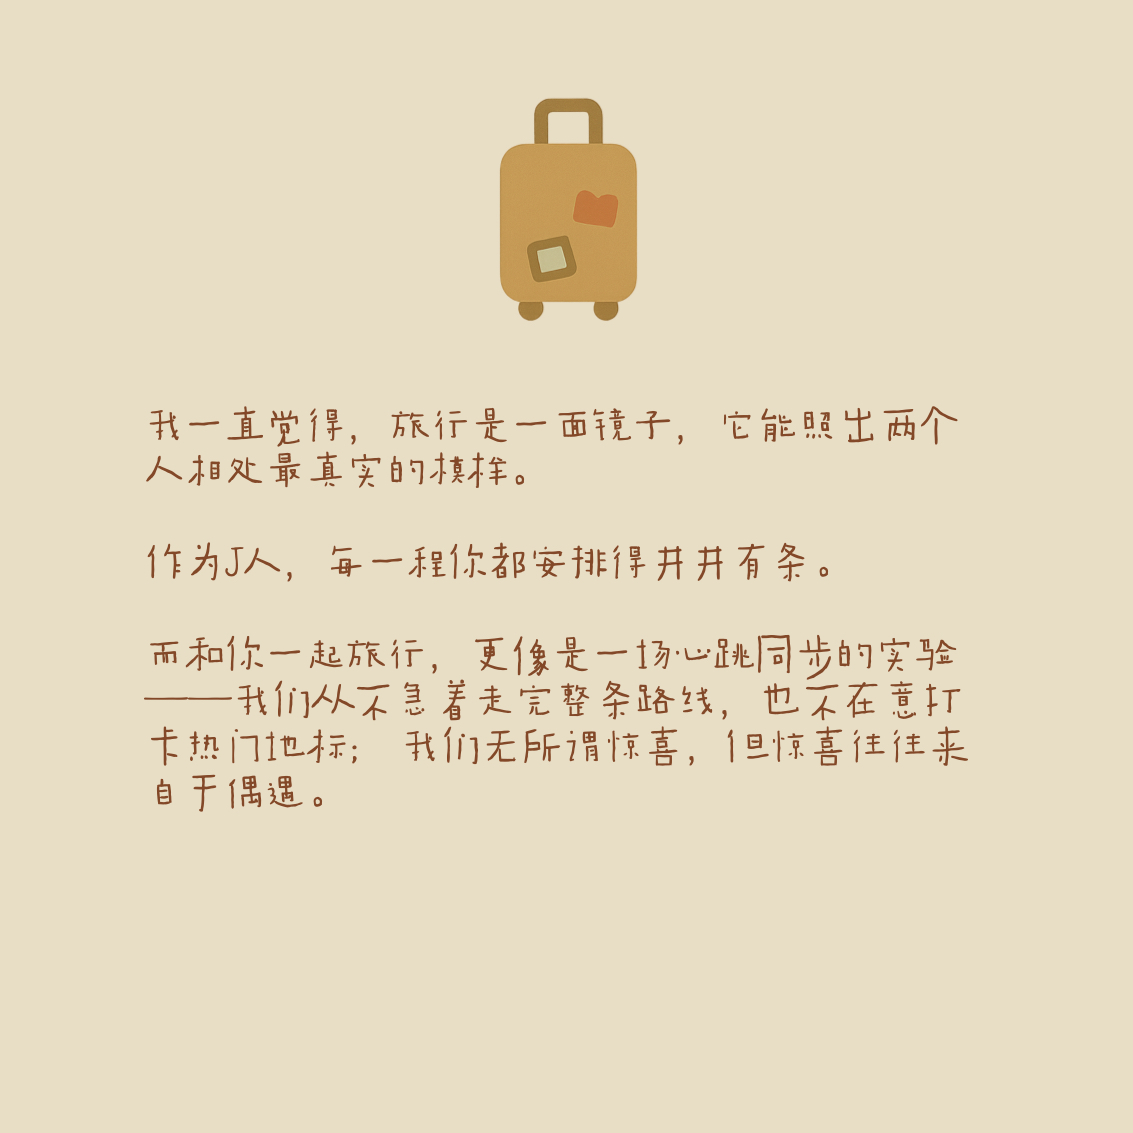 我一直觉得，旅行是一面镜子，它能照出两个
人相处最真实的模样。
作为J人，每一程你都安排得井井有条。
而和你一起旅行，更像是一场心跳同步的实验
——我们从不急着走完整条路线，也不在意打
卡热门地标；我们无所谓惊喜，但惊喜往往来
自于偶遇。